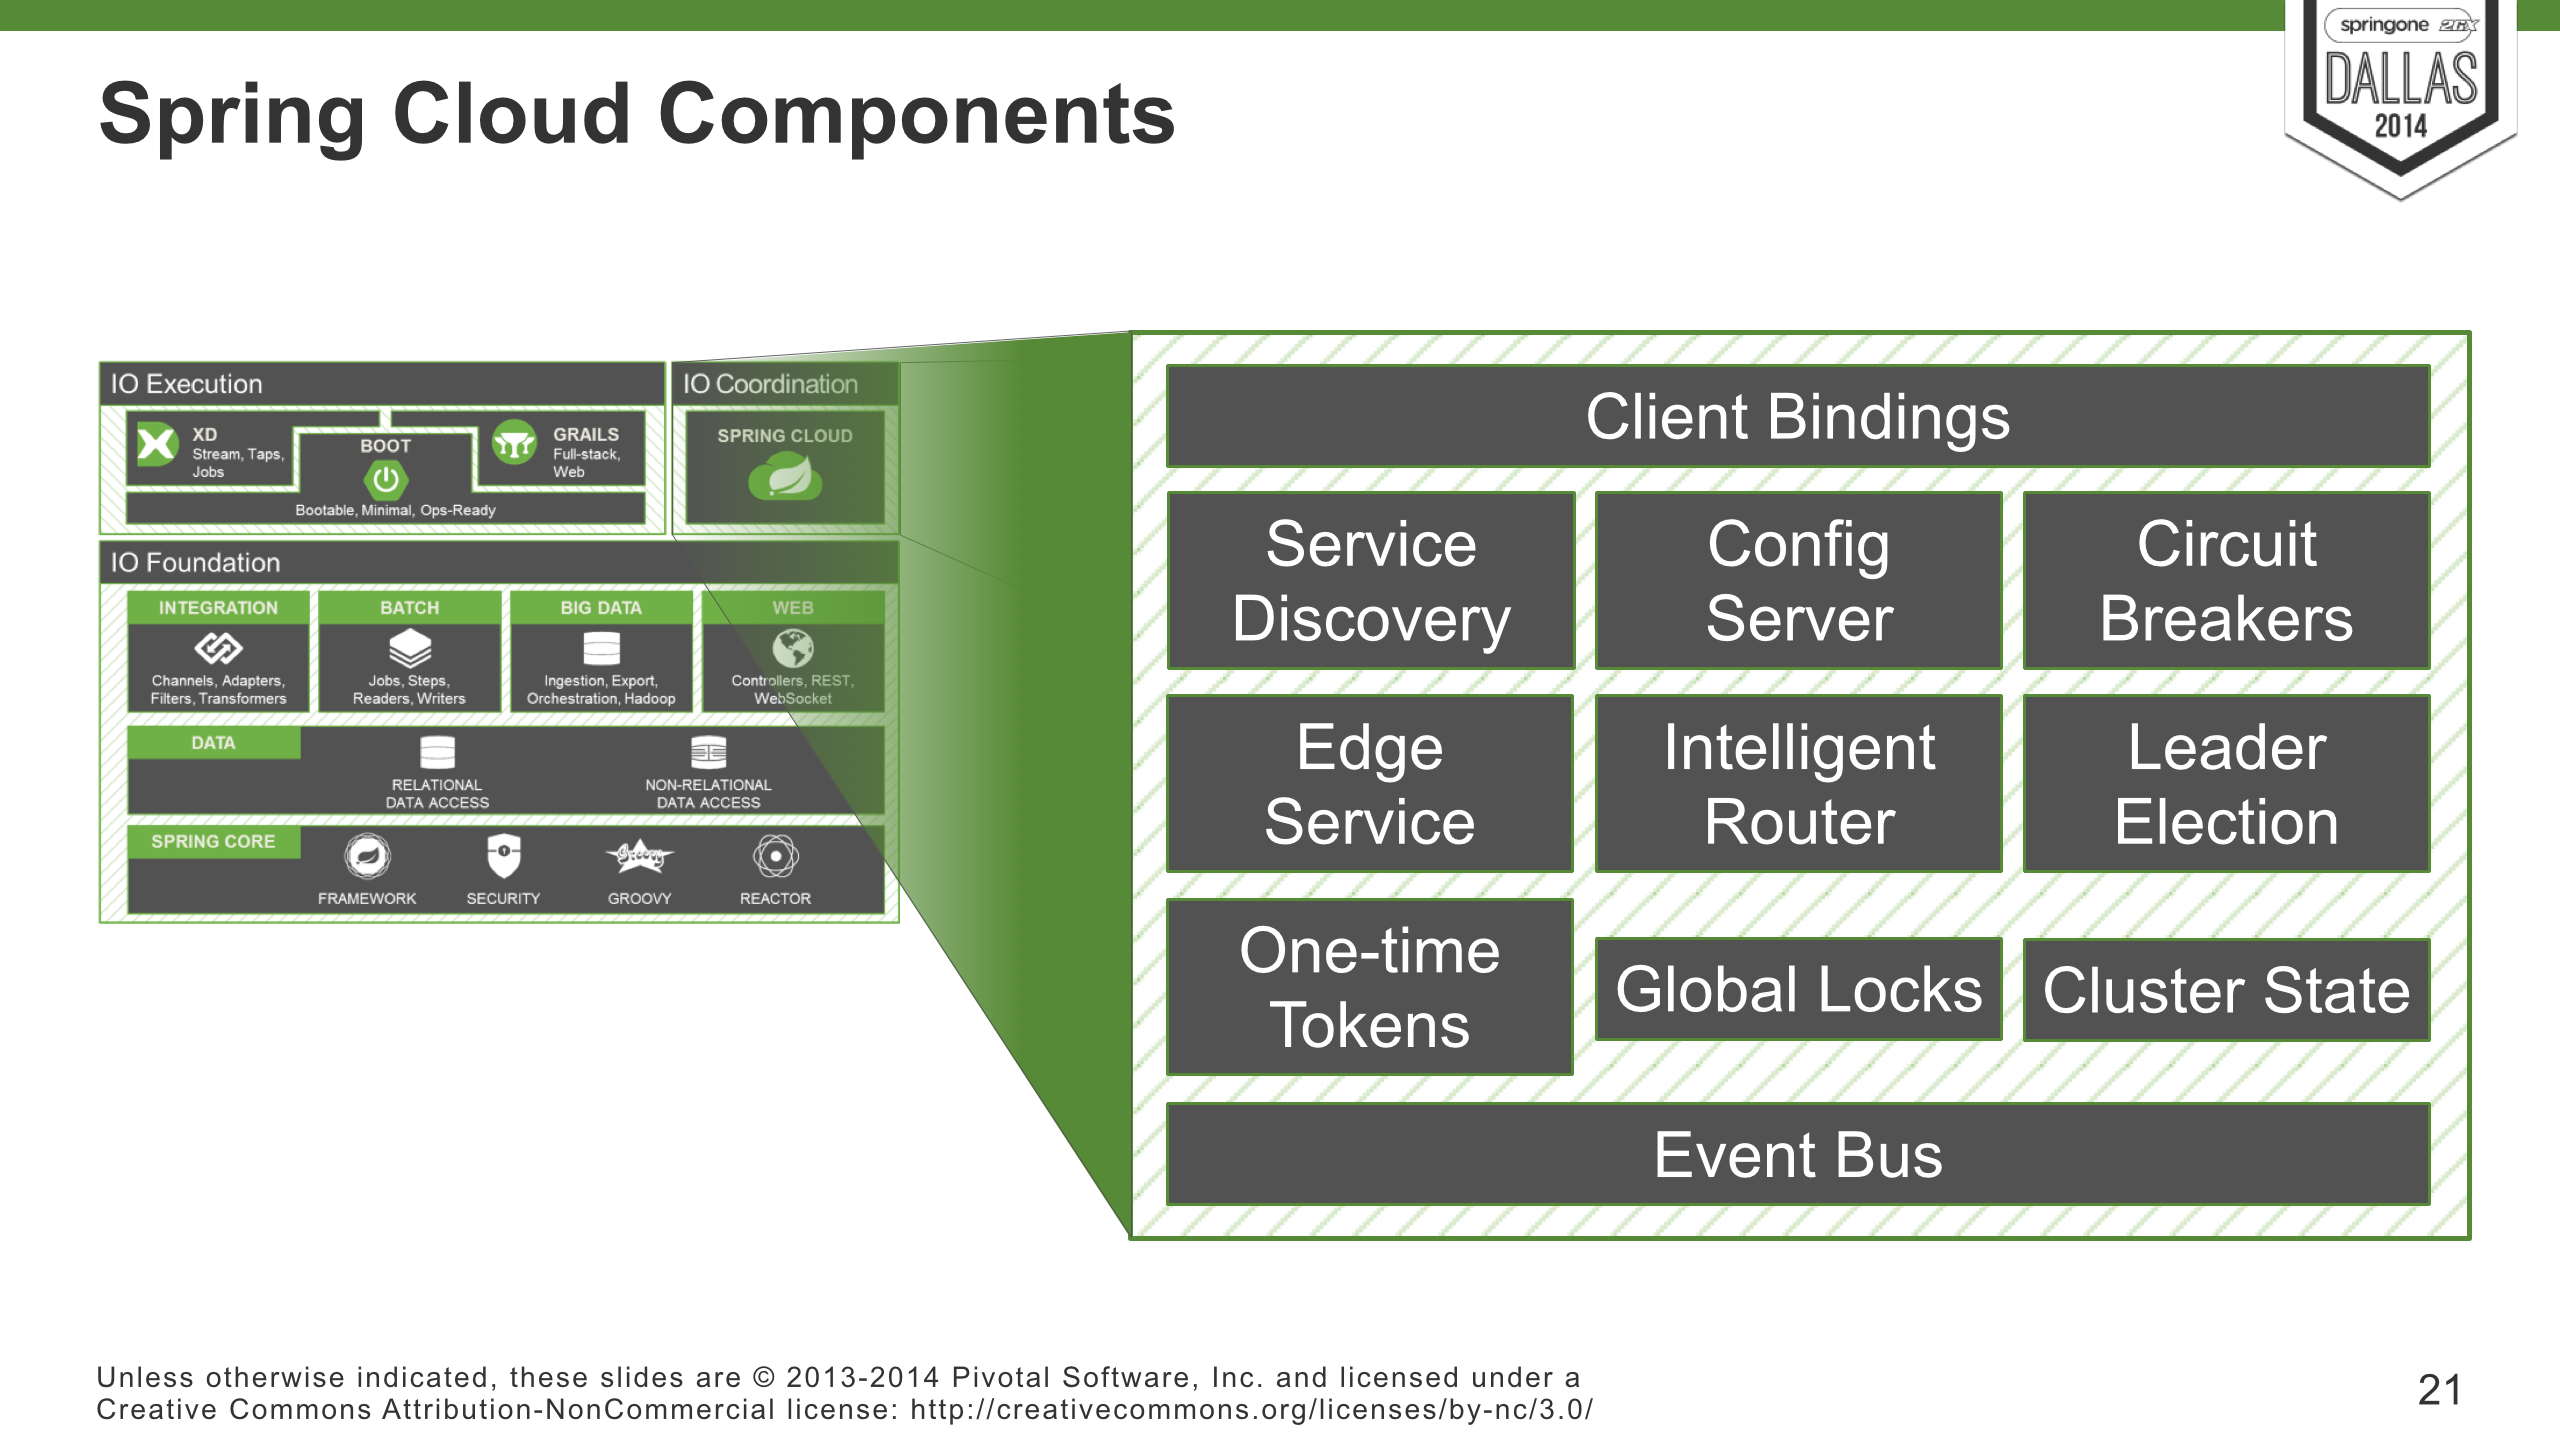 springone 2GX
DALLAS
2014
Spring Cloud Components
IO Execution
XD
Stream, Taps,
Jobs
BOOT
GRAILS
Full-stack,
Web
Bootable, Minimal, Ops-Ready
IO Coordination
SPRING CLOUD
IO Foundation
INTEGRATION
Channels, Adapters,
Filters, Transformers
BATCH
Jobs, Steps,
Readers, Writers
BIG DATA
Ingestion, Export,
Orchestration, Hadoop
WEB
Controllers, REST,
WebSocket
DATA
RELATIONAL
DATA ACCESS
NON-RELATIONAL
DATA ACCESS
SPRING CORE
FRAMEWORK
SECURITY
Groovy
GROOVY
REACTOR
Client Bindings
Service
Discovery
Config
Server
Circuit
Breakers
Edge
Service
Intelligent
Router
Leader
Election
One-time
Tokens
Global Locks
Cluster State
Event Bus
Unless otherwise indicated, these slides are © 2013-2014 Pivotal Software, Inc. and licensed under a
Creative Commons Attribution-NonCommercial license: http://creativecommons.org/licenses/by-nc/3.0/
21